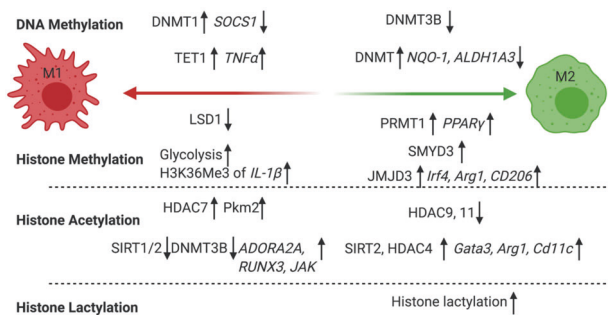 DNA Methylation
DNMT1 SOCS1
DNMT3B
TET1 TNFα
DNMT NQO-1, ALDH1A3
M1
M2
LSD1
PRMT1 PPARγ
Histone Methylation
Glycolysis
H3K36Me3 of IL-1β
SMYD3
JMJD3 Irf4, Arg1, CD206
Histone Acetylation
HDAC7 Pkm2
HDAC9, 11
SIRT1/2 DNMT3B ADORA2A,
RUNX3, JAK
SIRT2, HDAC4 Gata3, Arg1, Cd11c
Histone Lactylation
Histone lactylation